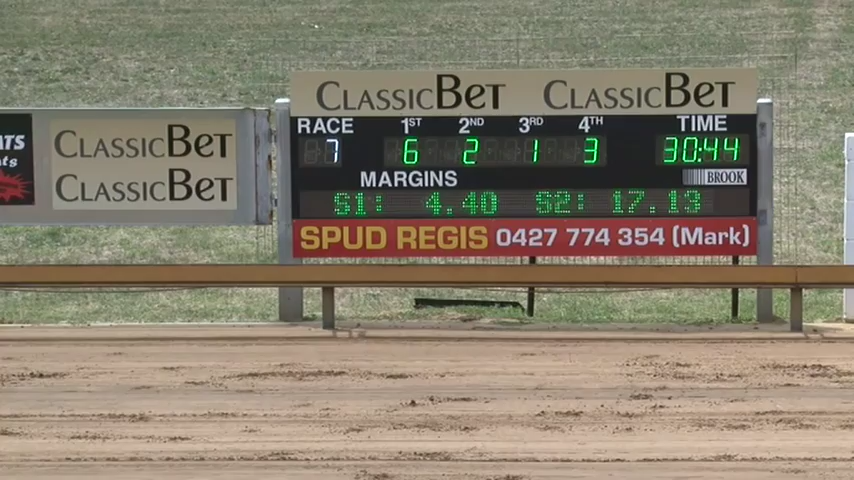 CLASSICBET CLASSICBET
RACE 1ST 2ND 3RD 4TH TIME
7 6 2 1 3 30:44
MARGINS BROOK
S1: 4.40 S2: 17.13
SPUD REGIS 0427 774 354 (Mark)
CLASSICBET
CLASSICBET